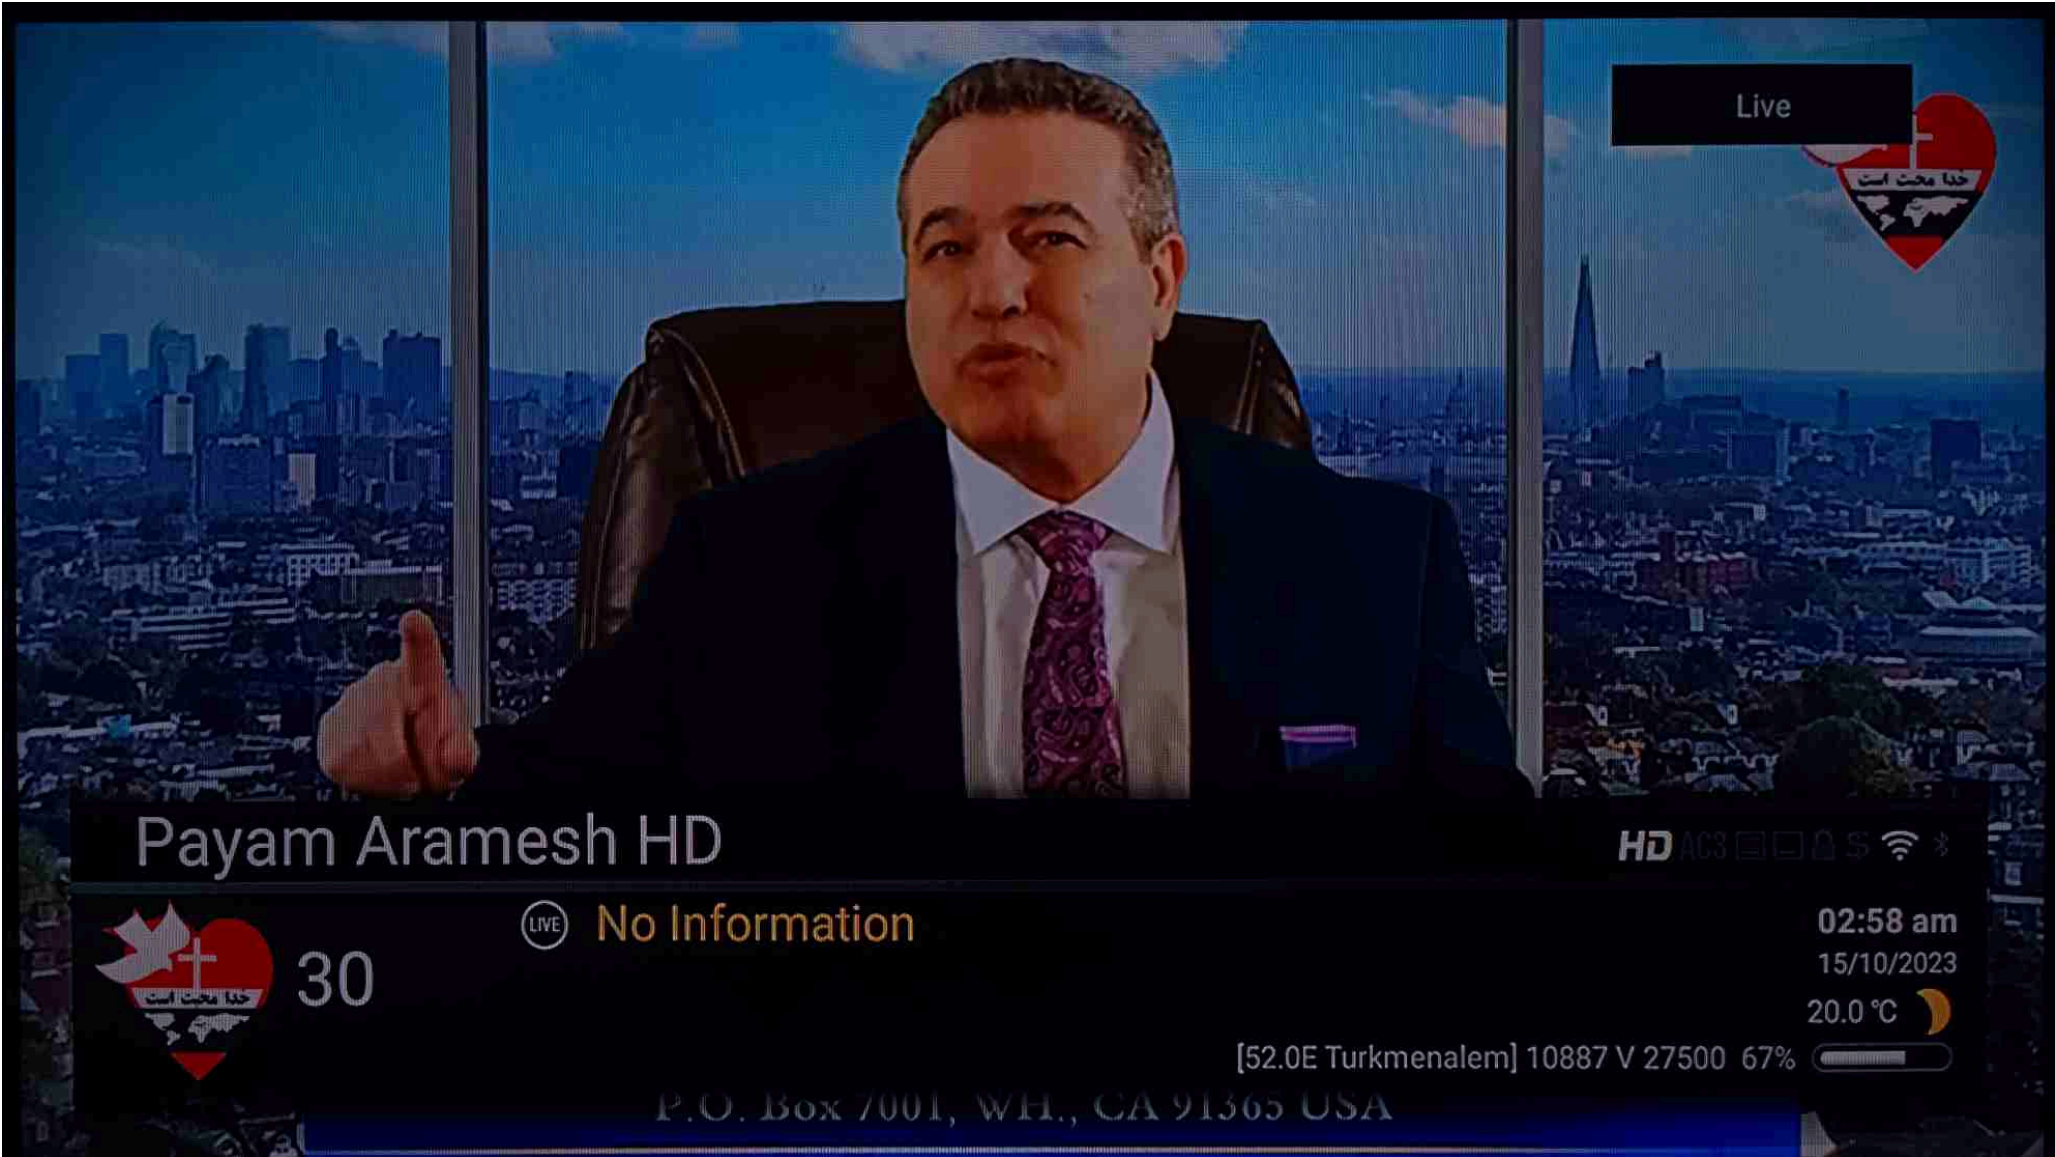 Live
خدا محبت است
Payam Aramesh HD
HD AC3
LIVE No Information
02:58 am
30
خدا محبت است
15/10/2023
20.0 °C
[52.0E Turkmenalem] 10887 V 27500 67%
P.O. Box 7001, WH., CA 91365 USA